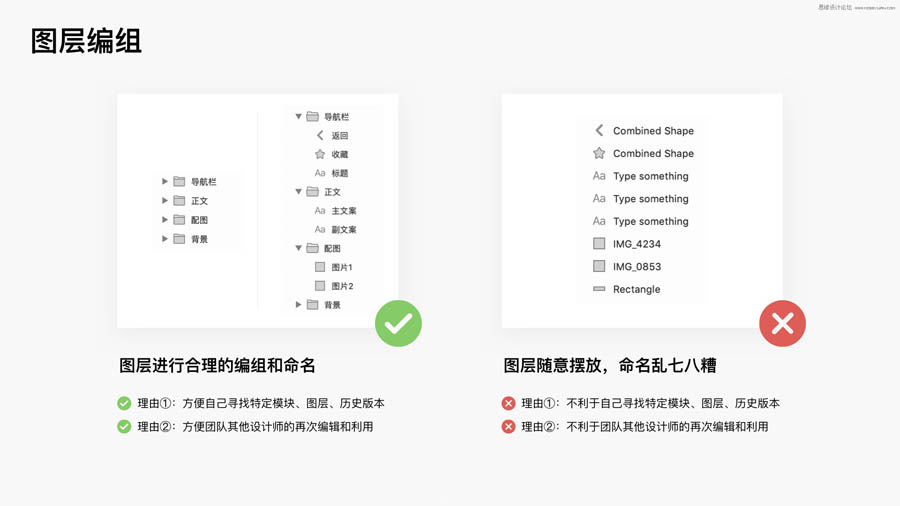 思缘设计论坛 WWW.MISSYUAN.COM
图层编组
导航栏
正文
配图
背景
导航栏
返回
收藏
Aa 标题
正文
Aa 主文案
Aa 副文案
配图
图片1
图片2
背景
图层进行合理的编组和命名
理由①：方便自己寻找特定模块、图层、历史版本
理由②：方便团队其他设计师的再次编辑和利用
Combined Shape
Combined Shape
Aa Type something
Aa Type something
Aa Type something
IMG_4234
IMG_0853
Rectangle
图层随意摆放，命名乱七八糟
理由①：不利于自己寻找特定模块、图层、历史版本
理由②：不利于团队其他设计师的再次编辑和利用